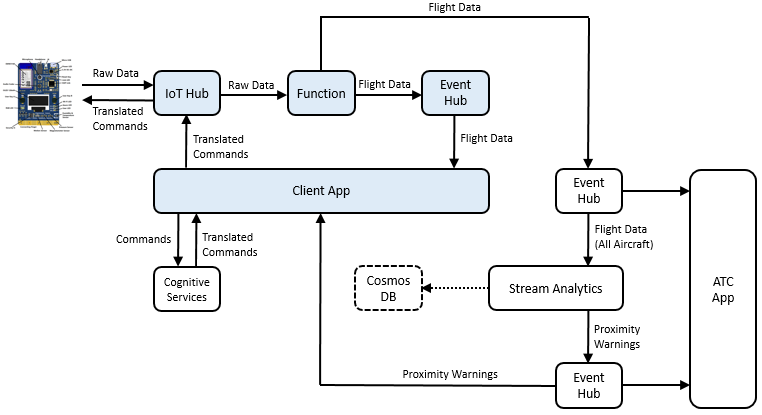 Flight Data
Raw Data
IoT Hub
Raw Data
Function
Flight Data
Event
Hub
Translated
Commands
Translated
Commands
Flight Data
Client App
Event
Hub
Commands
Translated
Commands
Flight Data
(All Aircraft)
Cognitive
Services
Cosmos
DB
Stream Analytics
ATC
App
Proximity
Warnings
Proximity Warnings
Event
Hub